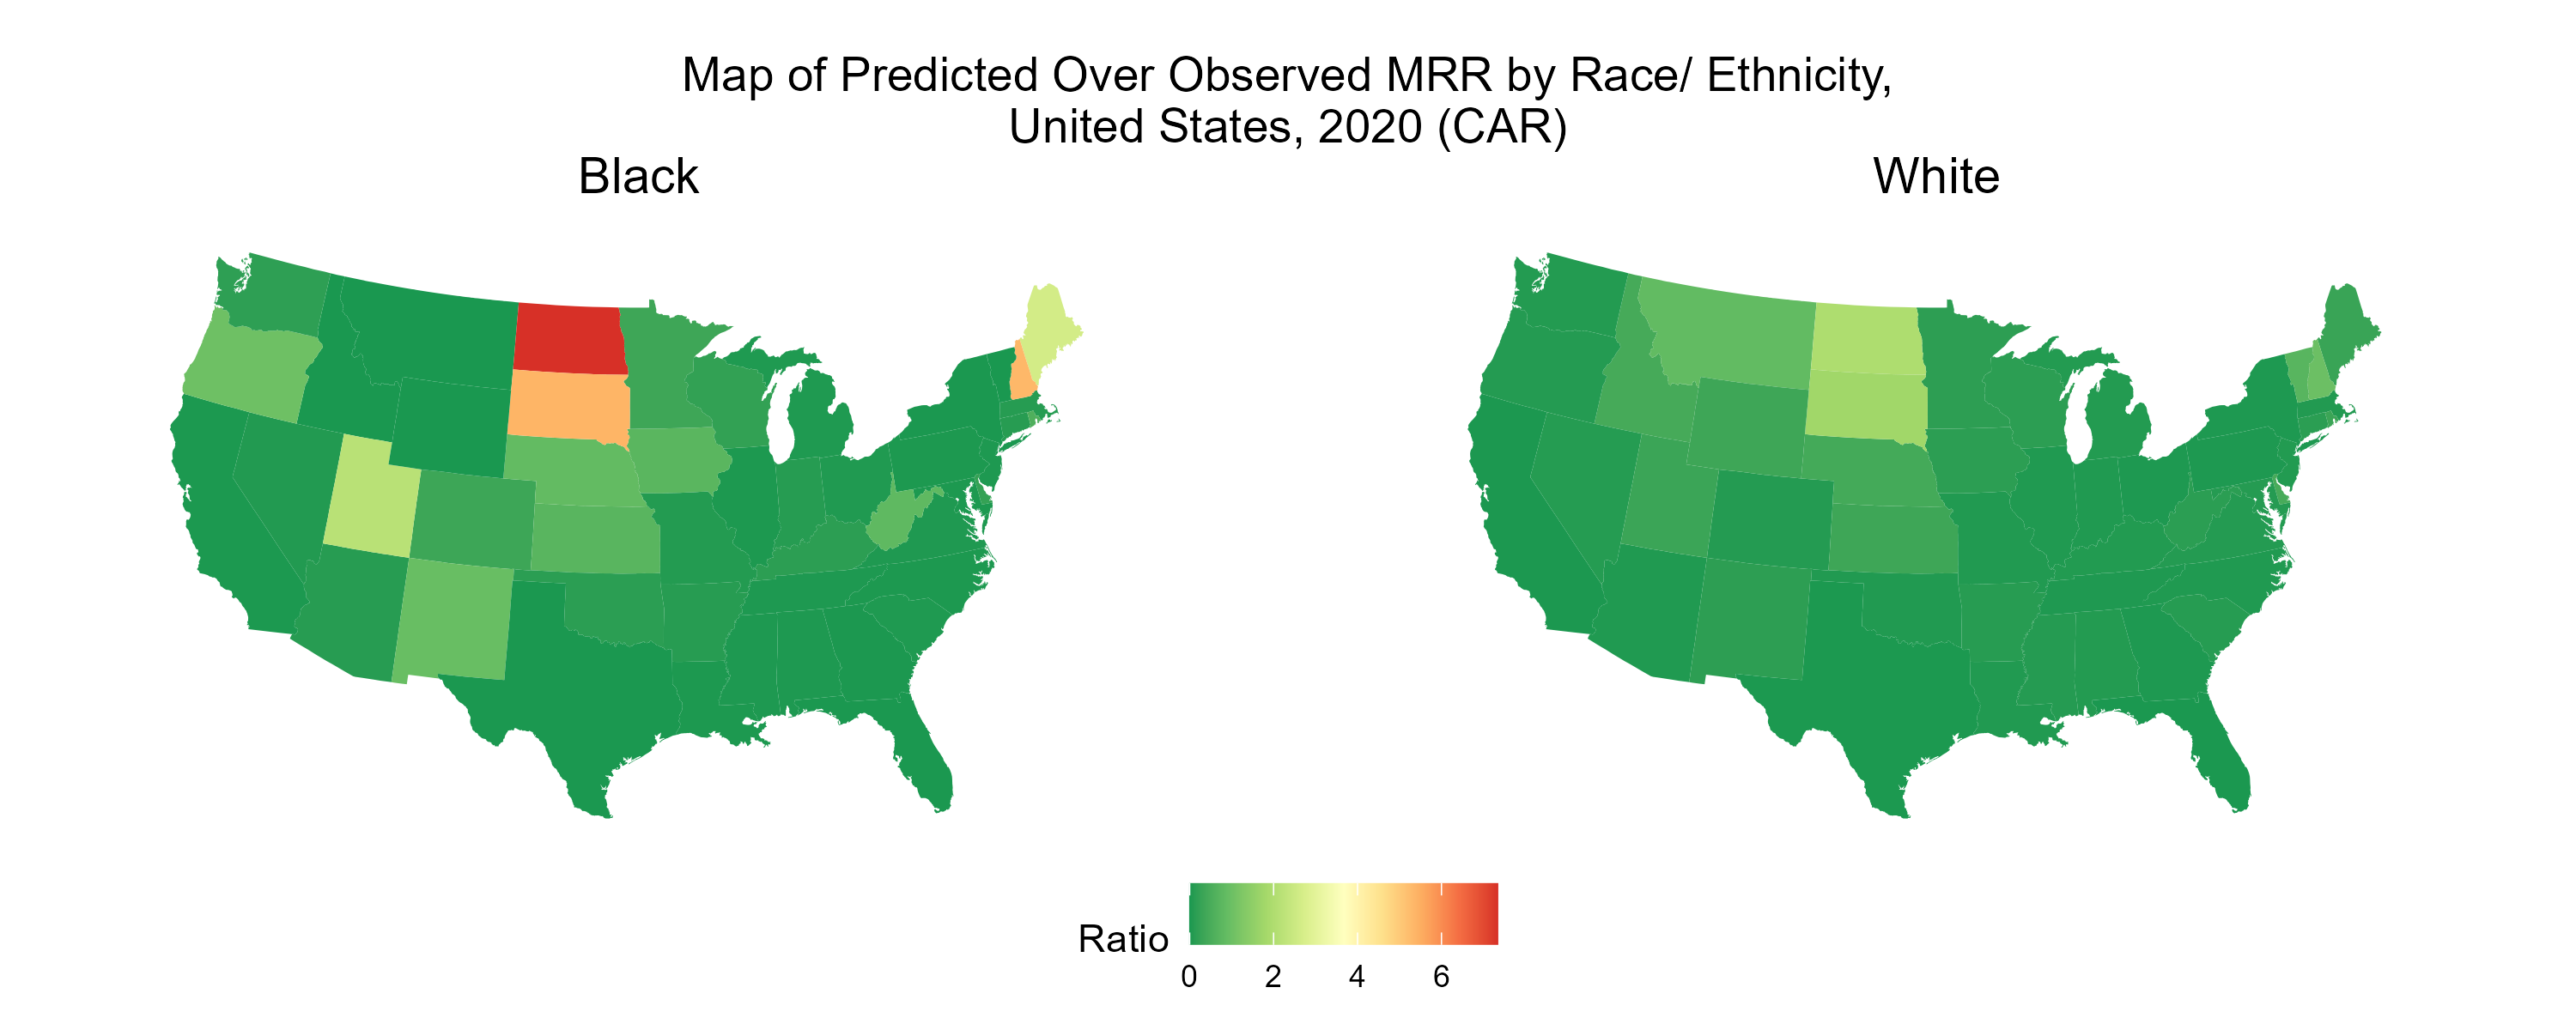 Map of Predicted Over Observed MRR by Race/ Ethnicity,
United States, 2020 (CAR)
Black
White
Ratio
0 2 4 6